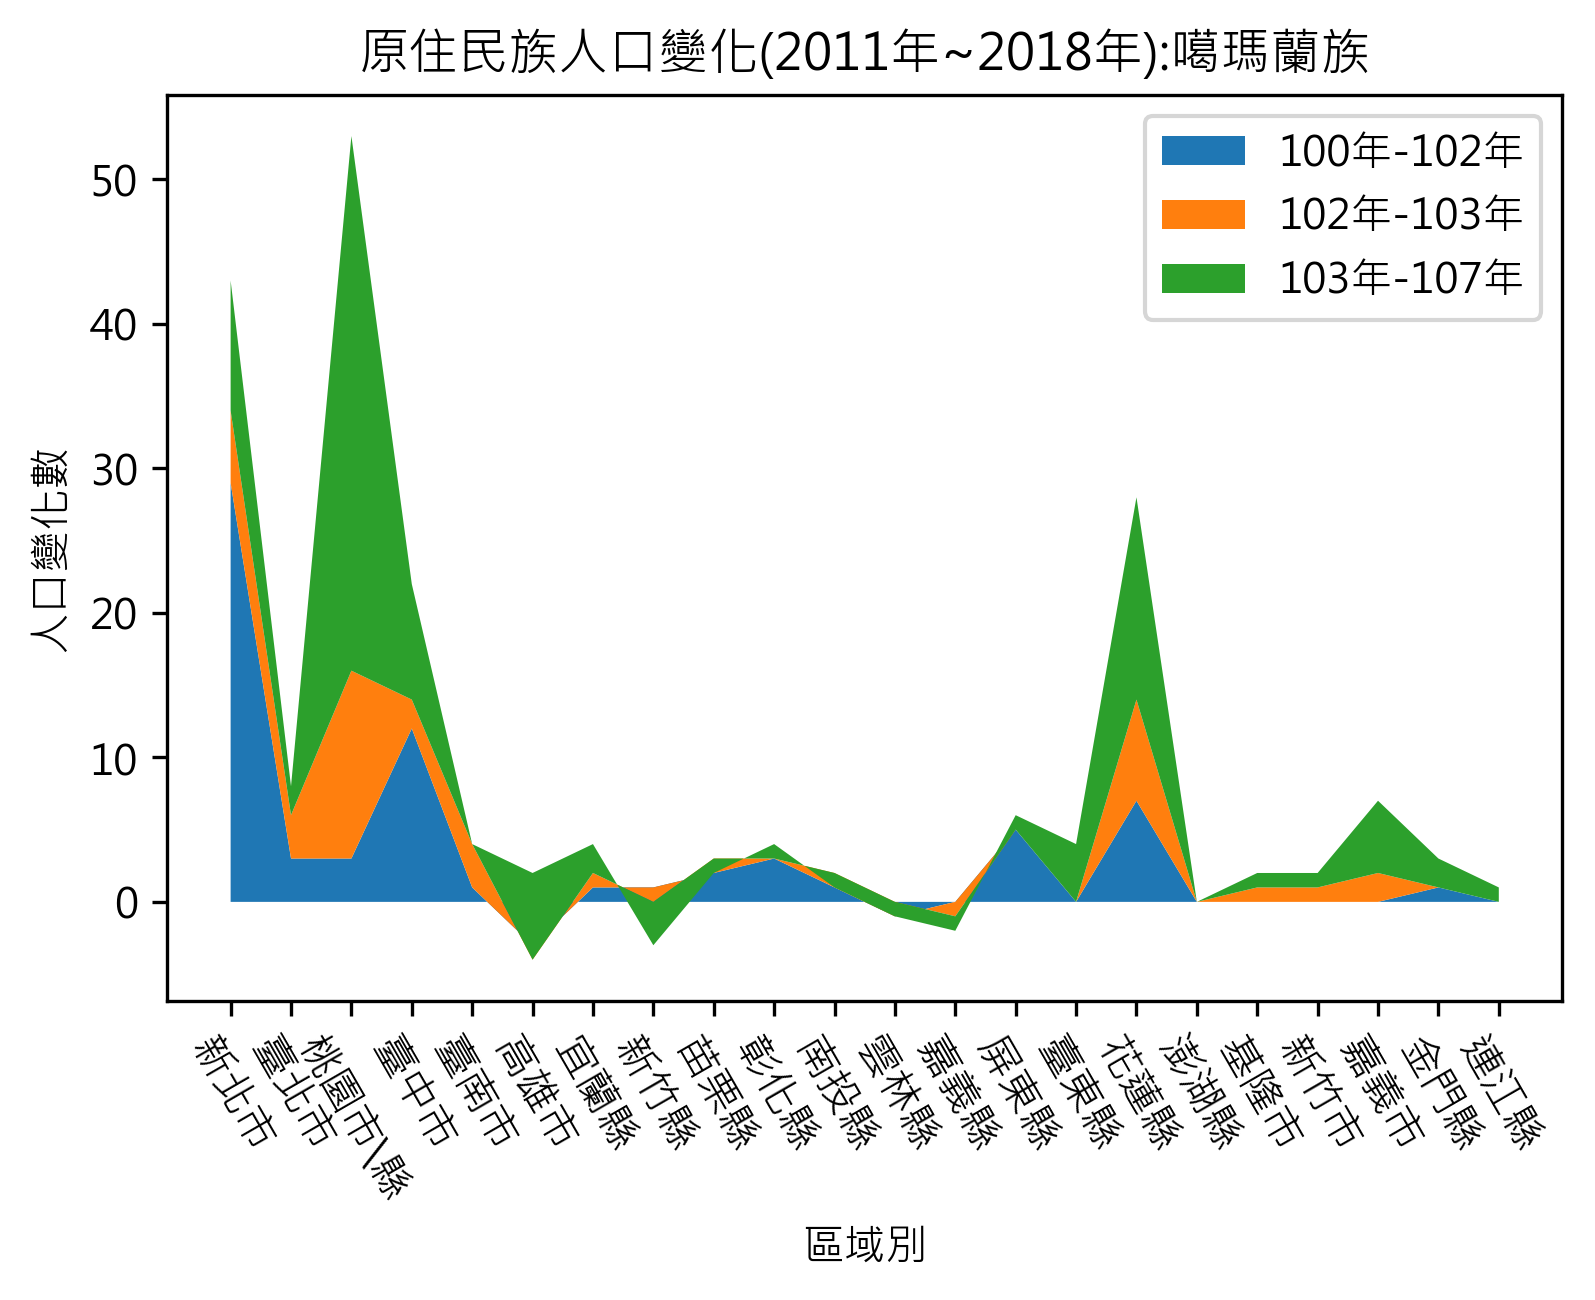 原住民族人口變化(2011年~2018年):噶瑪蘭族
100年-102年
102年-103年
103年-107年
人口變化數
50
40
30
20
10
0
新北市
臺北市
桃園市\縣
臺中市
臺南市
高雄市
宜蘭縣
新竹縣
苗栗縣
彰化縣
南投縣
雲林縣
嘉義縣
屏東縣
臺東縣
花蓮縣
澎湖縣
基隆市
新竹市
嘉義市
金門縣
連江縣
區域別